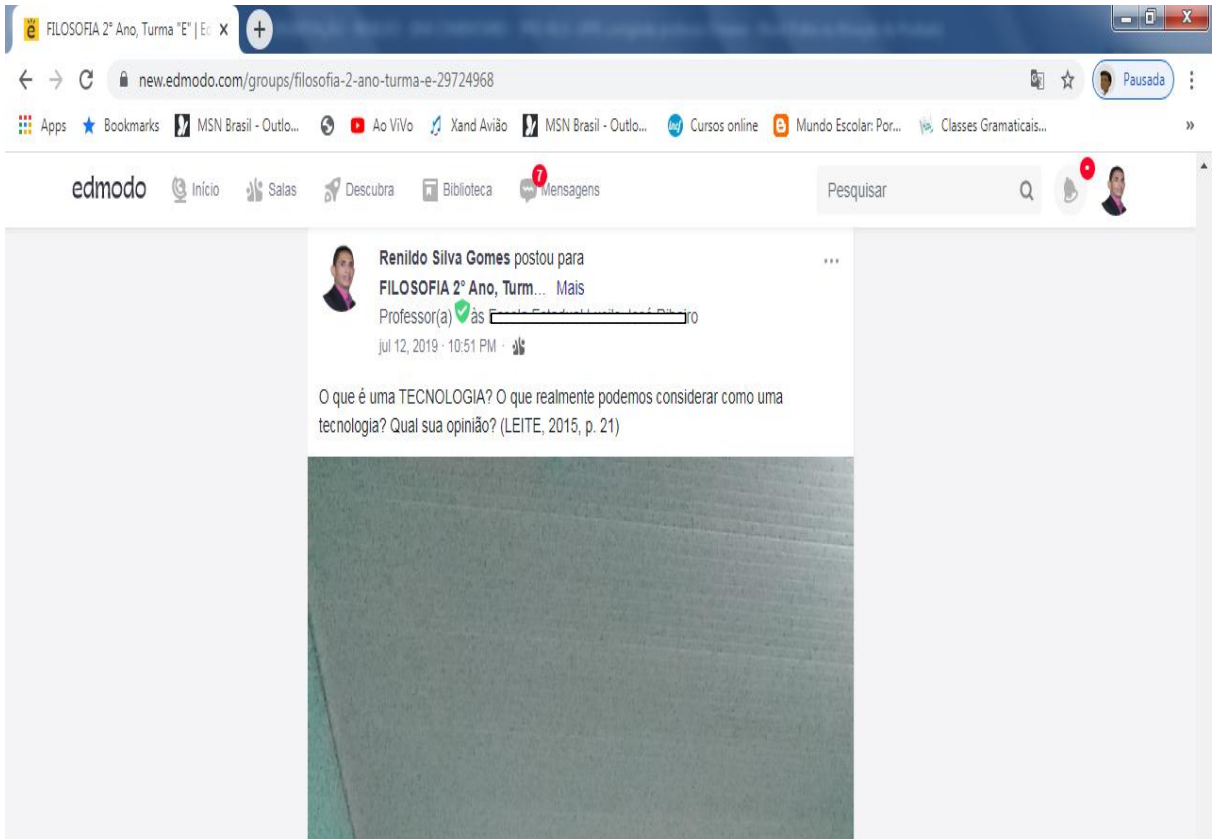 FILOSOFIA 2° Ano, Turma "E" | Ed
new.edmodo.com/groups/filosofia-2-ano-turma-e-29724968
Pausada
Apps Bookmarks MSN Brasil - Outlo... Ao ViVo Xand Avião MSN Brasil - Outlo... Cursos online Mundo Escolar: Por... Classes Gramaticais... »
edmodo Início Salas Descubra Biblioteca 7 Mensagens Pesquisar
Renildo Silva Gomes postou para
FILOSOFIA 2° Ano, Turm... Mais
Professor(a) às
jul 12, 2019 · 10:51 PM ·
O que é uma TECNOLOGIA? O que realmente podemos considerar como uma
tecnologia? Qual sua opinião? (LEITE, 2015, p. 21)